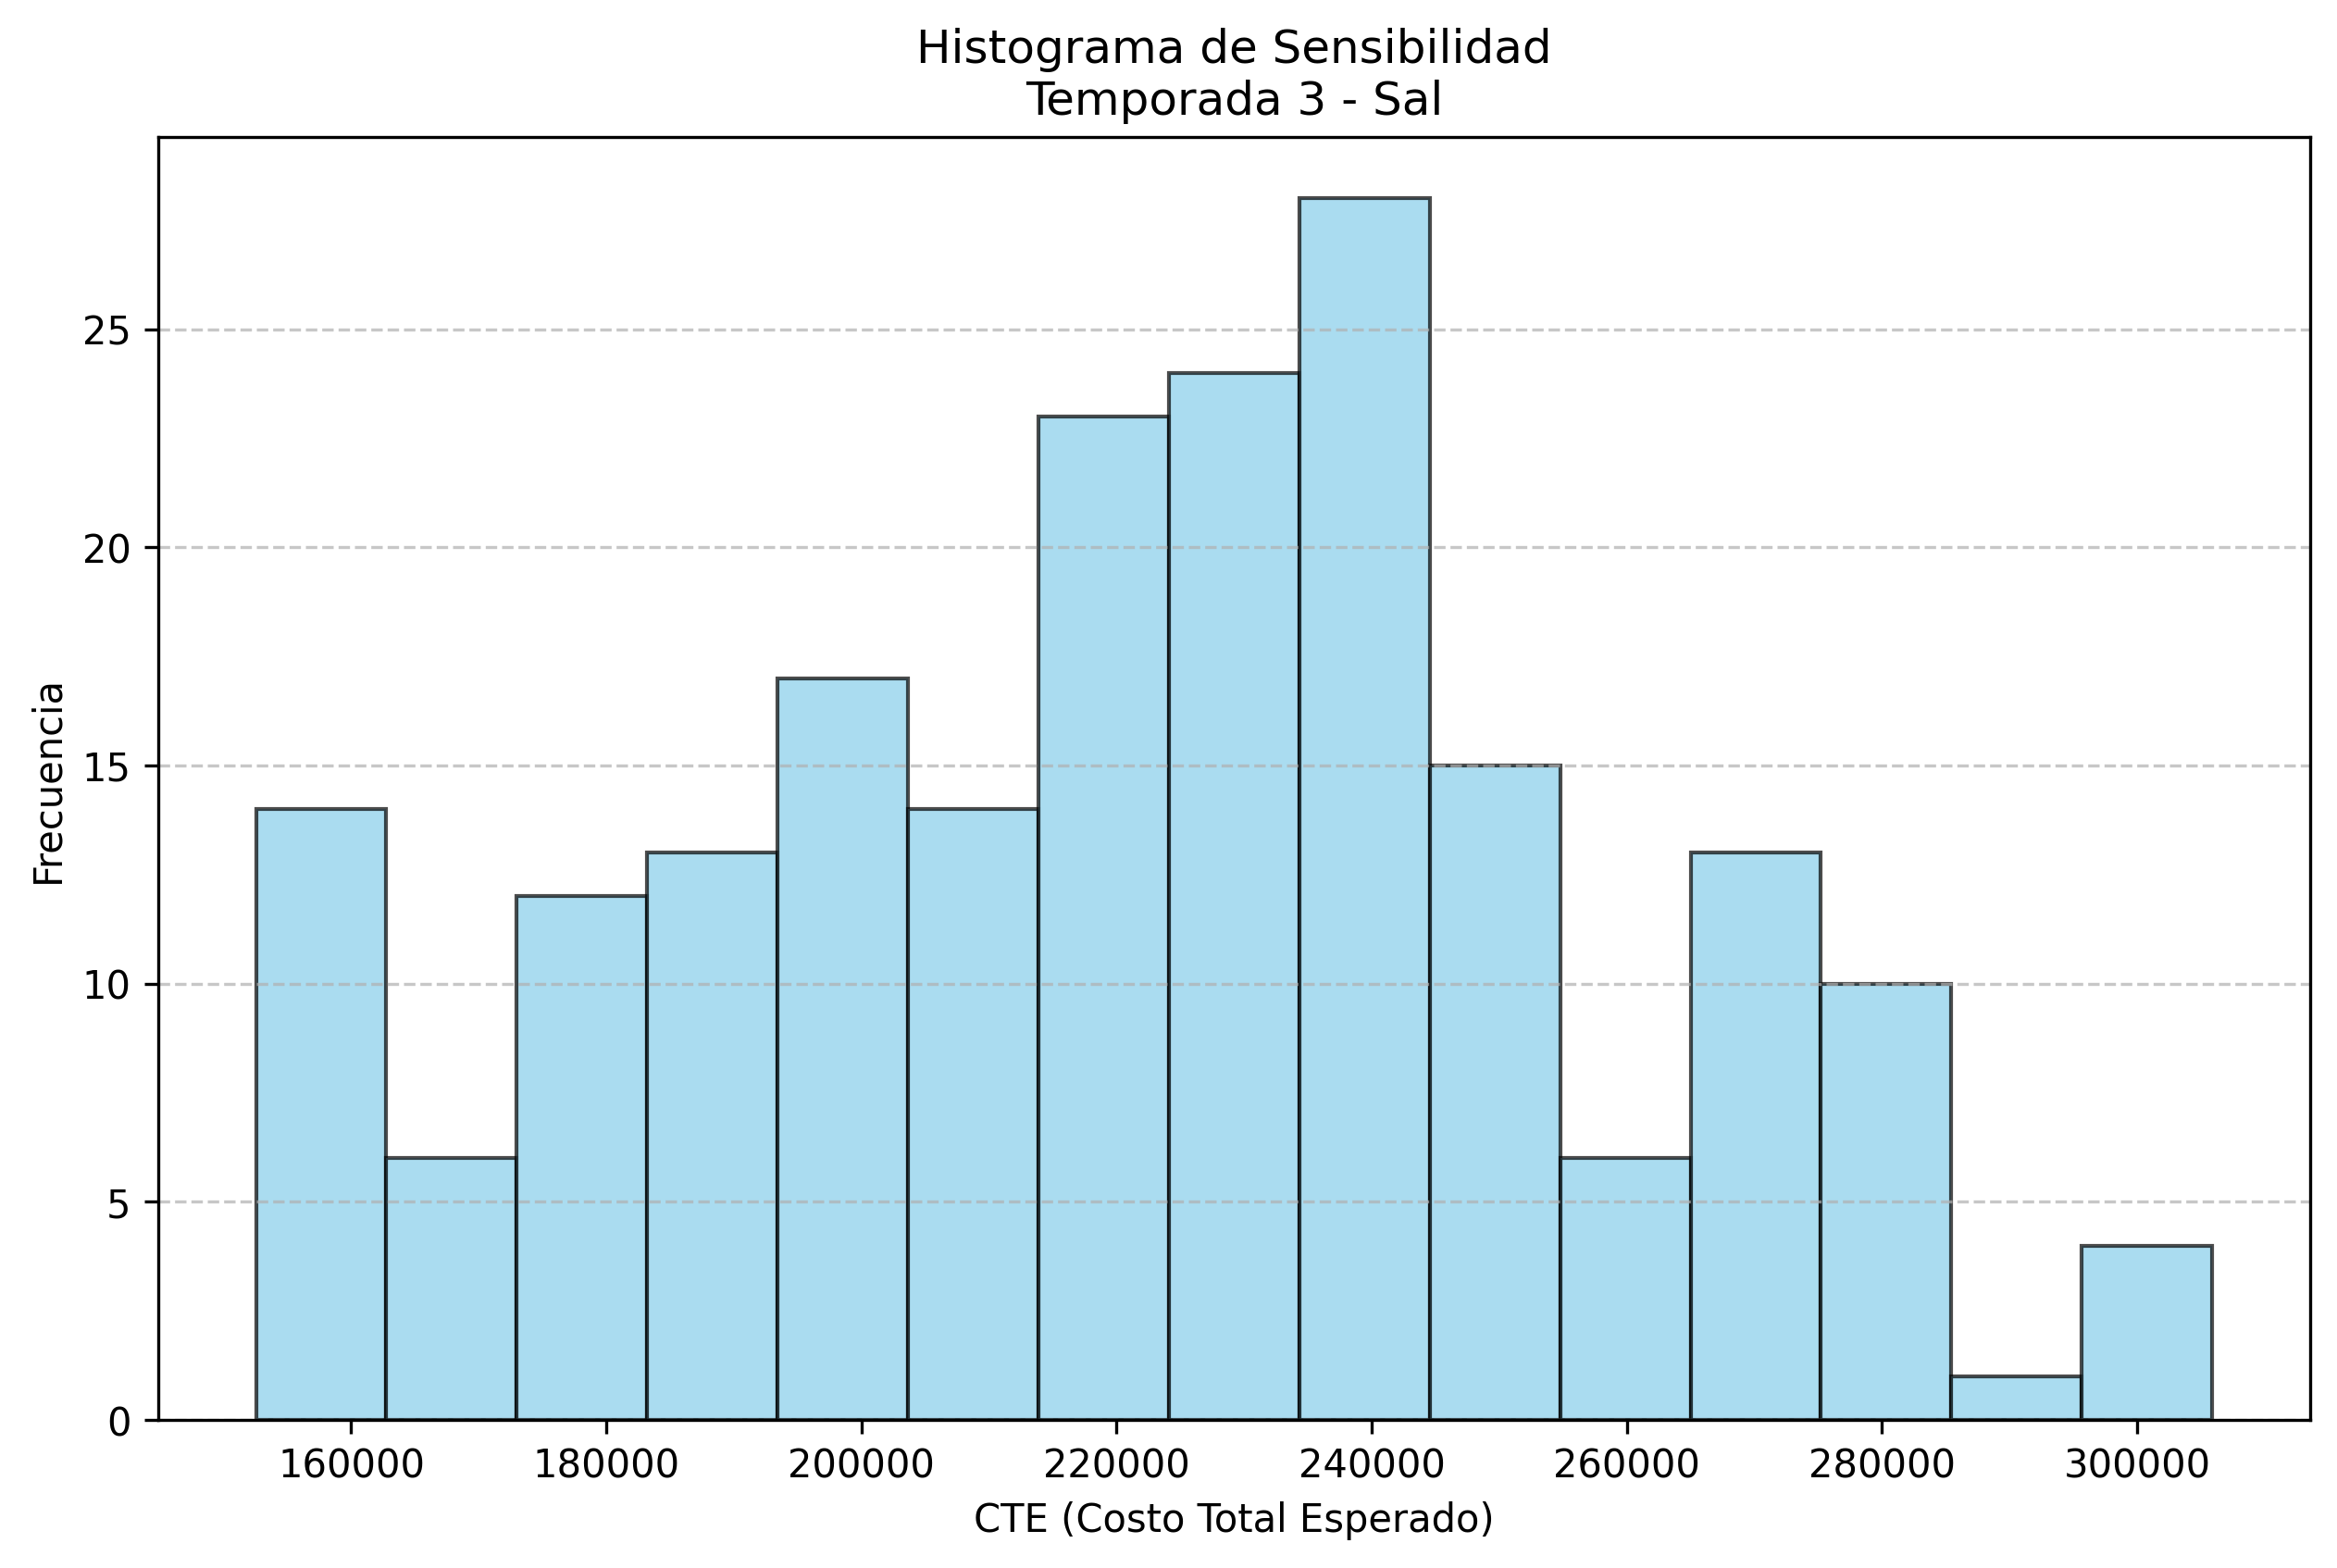 Histograma de Sensibilidad
Temporada 3 - Sal
Frecuencia
25
20
15
10
5
0
160000 180000 200000 220000 240000 260000 280000 300000
CTE (Costo Total Esperado)